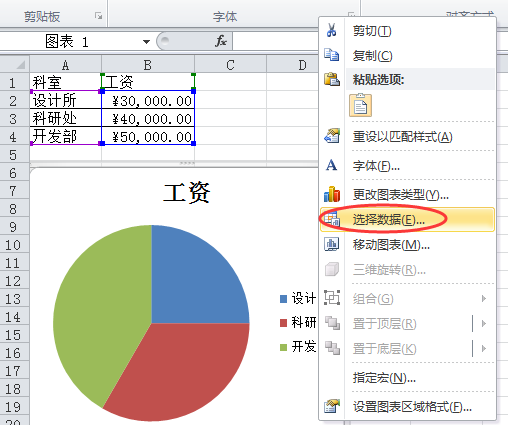 剪贴板
字体
对齐方式
图表 1
fx
A B C D
1 科室 工资
2 设计所 ¥30,000.00
3 科研处 ¥40,000.00
4 开发部 ¥50,000.00
5
6
7
8
9
10
11
12
13
14
15
16
17
18
19
20
工资
设计
科研
开发
剪切(T)
复制(C)
粘贴选项:
重设以匹配样式(A)
字体(F)...
更改图表类型(Y)...
选择数据(E)...
移动图表(M)...
三维旋转(R)...
组合(G)
置于顶层(R)
置于底层(K)
指定宏(N)...
设置图表区域格式(F)...